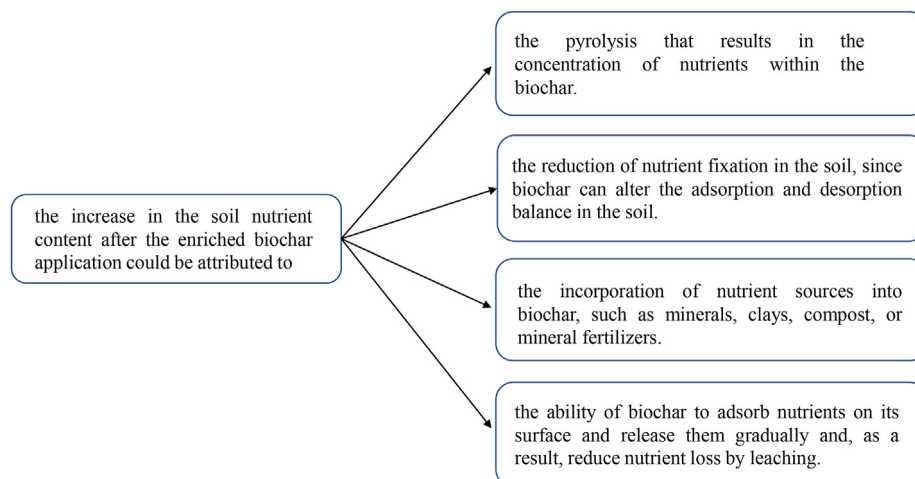 the pyrolysis that results in the
concentration of nutrients within the
biochar.
the reduction of nutrient fixation in the soil, since
biochar can alter the adsorption and desorption
balance in the soil.
the increase in the soil nutrient
content after the enriched biochar
application could be attributed to
the incorporation of nutrient sources into
biochar, such as minerals, clays, compost, or
mineral fertilizers.
the ability of biochar to adsorb nutrients on its
surface and release them gradually and, as a
result, reduce nutrient loss by leaching.